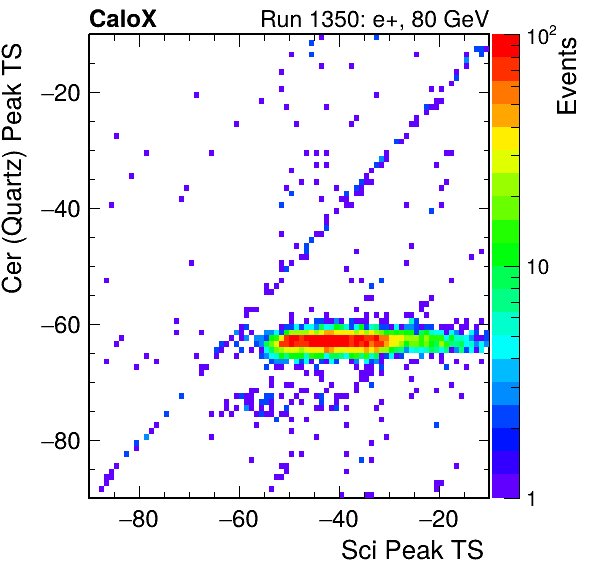 CaloX Run 1350: e+, 80 GeV
Cer (Quartz) Peak TS
−20
−40
−60
−80
−80 −60 −40 −20
Sci Peak TS
Events
10²
10
1